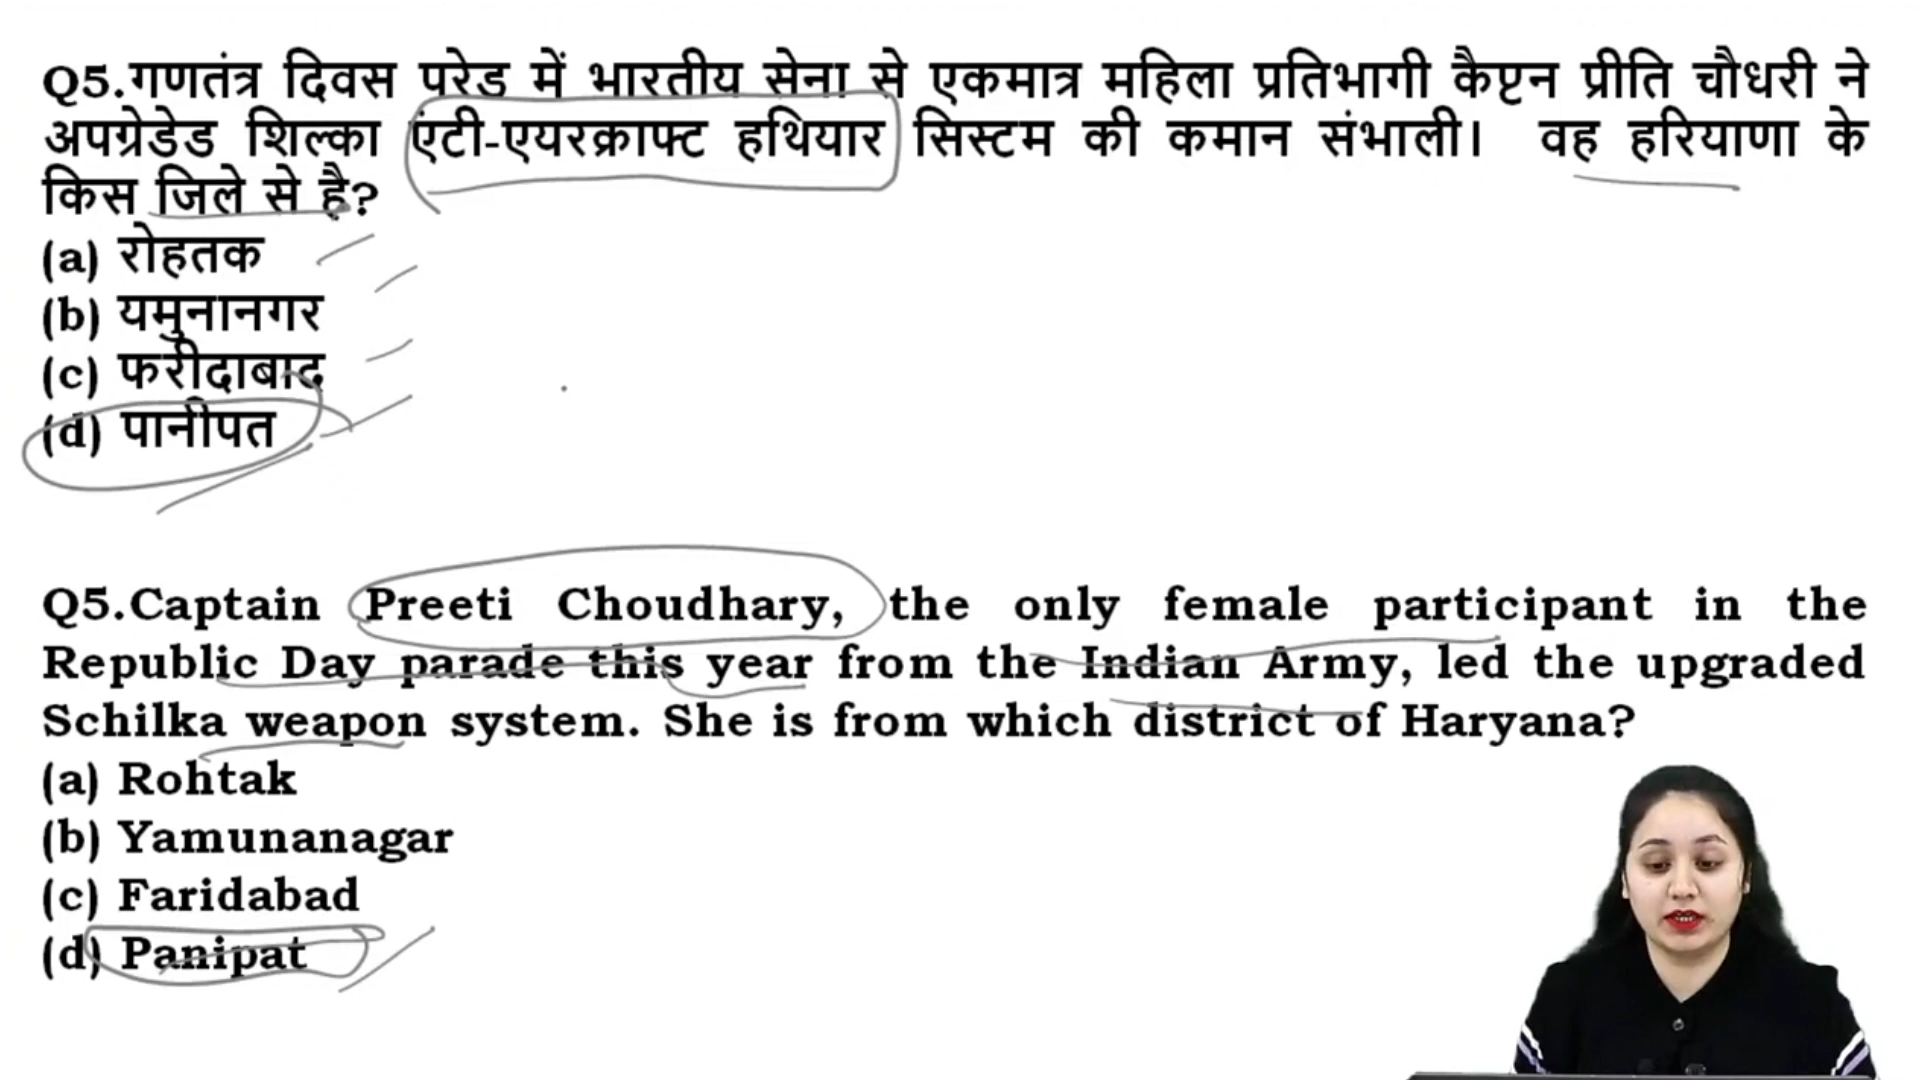 Q5.गणतंत्र दिवस परेड में भारतीय सेना से एकमात्र महिला प्रतिभागी कैप्टन प्रीति चौधरी ने
अपग्रेडेड शिल्का एंटी-एयरक्राफ्ट हथियार सिस्टम की कमान संभाली। वह हरियाणा के
किस जिले से है?
(a) रोहतक
(b) यमुनानगर
(c) फरीदाबाद
(d) पानीपत
Q5.Captain Preeti Choudhary, the only female participant in the
Republic Day parade this year from the Indian Army, led the upgraded
Schilka weapon system. She is from which district of Haryana?
(a) Rohtak
(b) Yamunanagar
(c) Faridabad
(d) Panipat